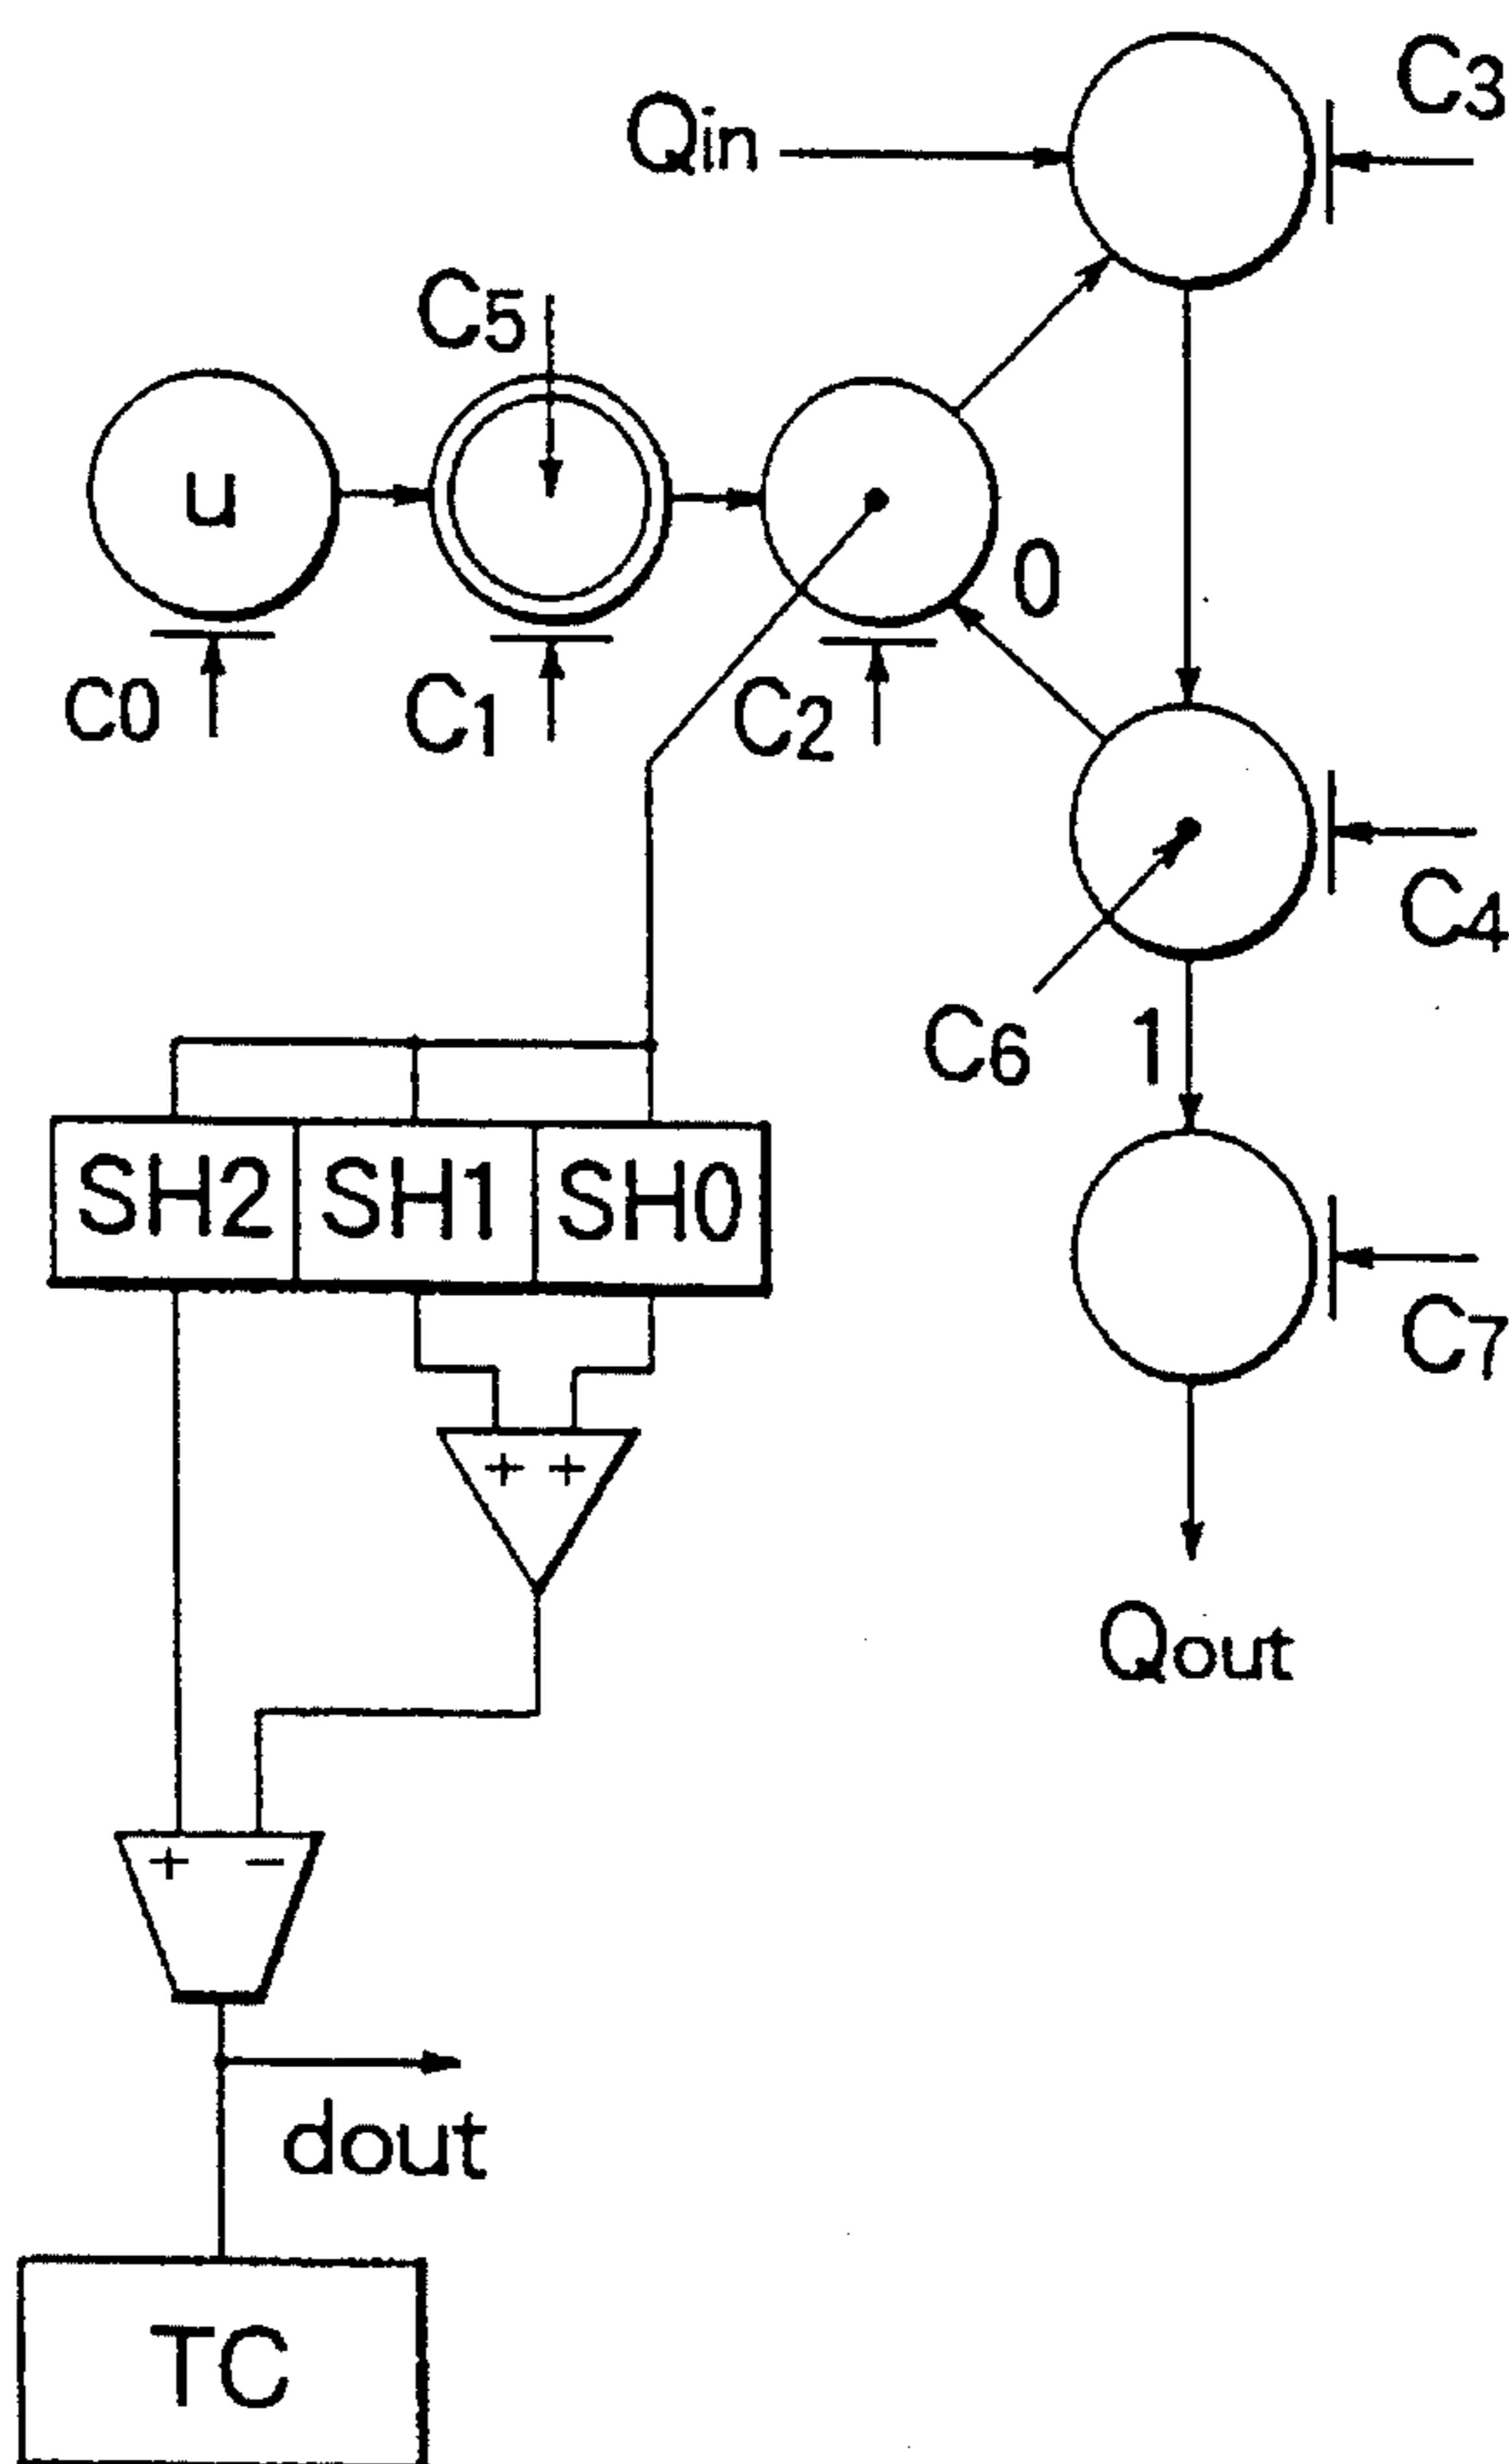 C3
Qin
C5
u
0
C0
C1
C2
C4
C6
1
SH2 SH1 SH0
C7
+ +
Qout
+ −
dout
TC